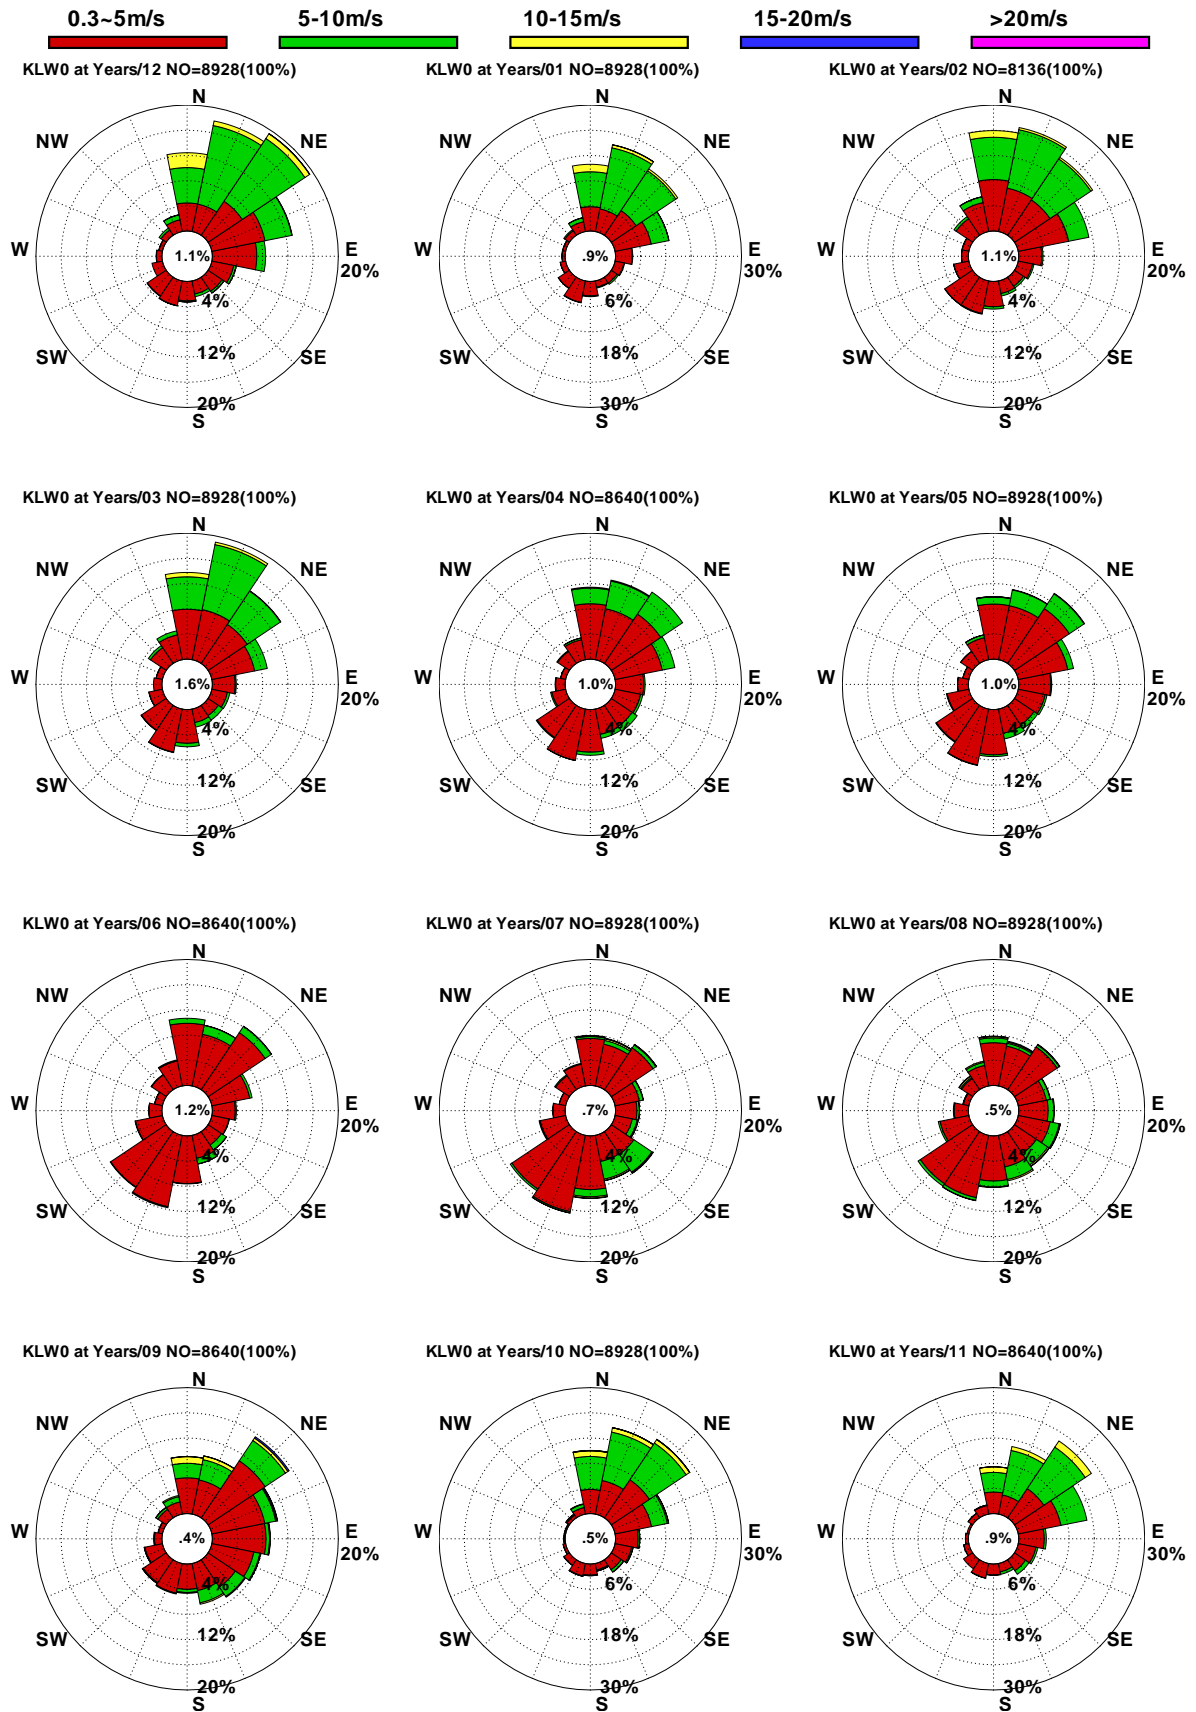 0.3~5m/s 5-10m/s 10-15m/s 15-20m/s >20m/s
KLW0 at Years/12 NO=8928(100%) KLW0 at Years/01 NO=8928(100%) KLW0 at Years/02 NO=8136(100%)
N N N
NW NE NW NE NW NE
W 1.1% E W .9% E W 1.1% E
20% 30% 20%
4% 6% 4%
SW 12% SE SW 18% SE SW 12% SE
20% 30% 20%
S S S
KLW0 at Years/03 NO=8928(100%) KLW0 at Years/04 NO=8640(100%) KLW0 at Years/05 NO=8928(100%)
N N N
NW NE NW NE NW NE
W 1.6% E W 1.0% E W 1.0% E
20% 20% 20%
4% 4% 4%
SW 12% SE SW 12% SE SW 12% SE
20% 20% 20%
S S S
KLW0 at Years/06 NO=8640(100%) KLW0 at Years/07 NO=8928(100%) KLW0 at Years/08 NO=8928(100%)
N N N
NW NE NW NE NW NE
W 1.2% E W .7% E W .5% E
20% 20% 20%
4% 4% 4%
SW 12% SE SW 12% SE SW 12% SE
20% 20% 20%
S S S
KLW0 at Years/09 NO=8640(100%) KLW0 at Years/10 NO=8928(100%) KLW0 at Years/11 NO=8640(100%)
N N N
NW NE NW NE NW NE
W .4% E W .5% E W .9% E
20% 30% 30%
4% 6% 6%
SW 12% SE SW 18% SE SW 18% SE
20% 30% 30%
S S S